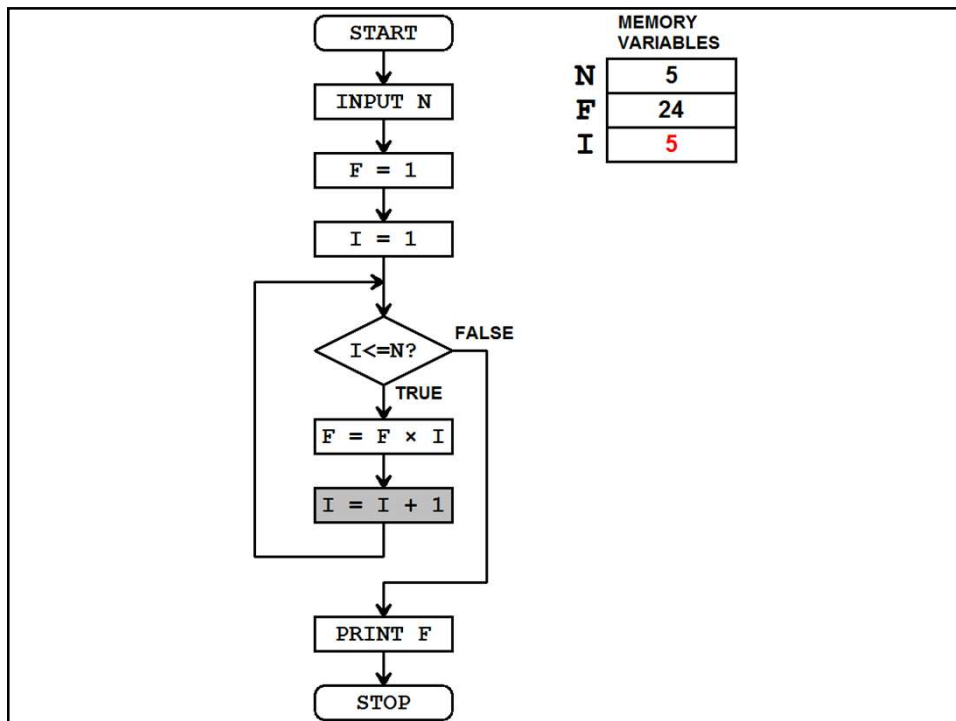 START
INPUT N
F = 1
I = 1
I<=N?
FALSE
TRUE
F = F × I
I = I + 1
PRINT F
STOP
MEMORY
VARIABLES
N 5
F 24
I 5